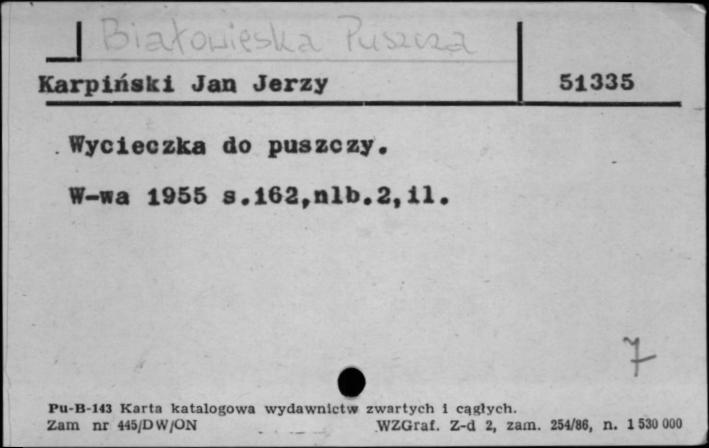 Białowieska Puszcza
Karpiński Jan Jerzy 51335
Wycieczka do puszczy.
W-wa 1955 s.162,nlb.2,il.
7
Pu-B-143 Karta katalogowa wydawnictw zwartych i cągłych.
Zam nr 445/DW/ON WZGraf. Z-d 2, zam. 254/86, n. 1 530 000